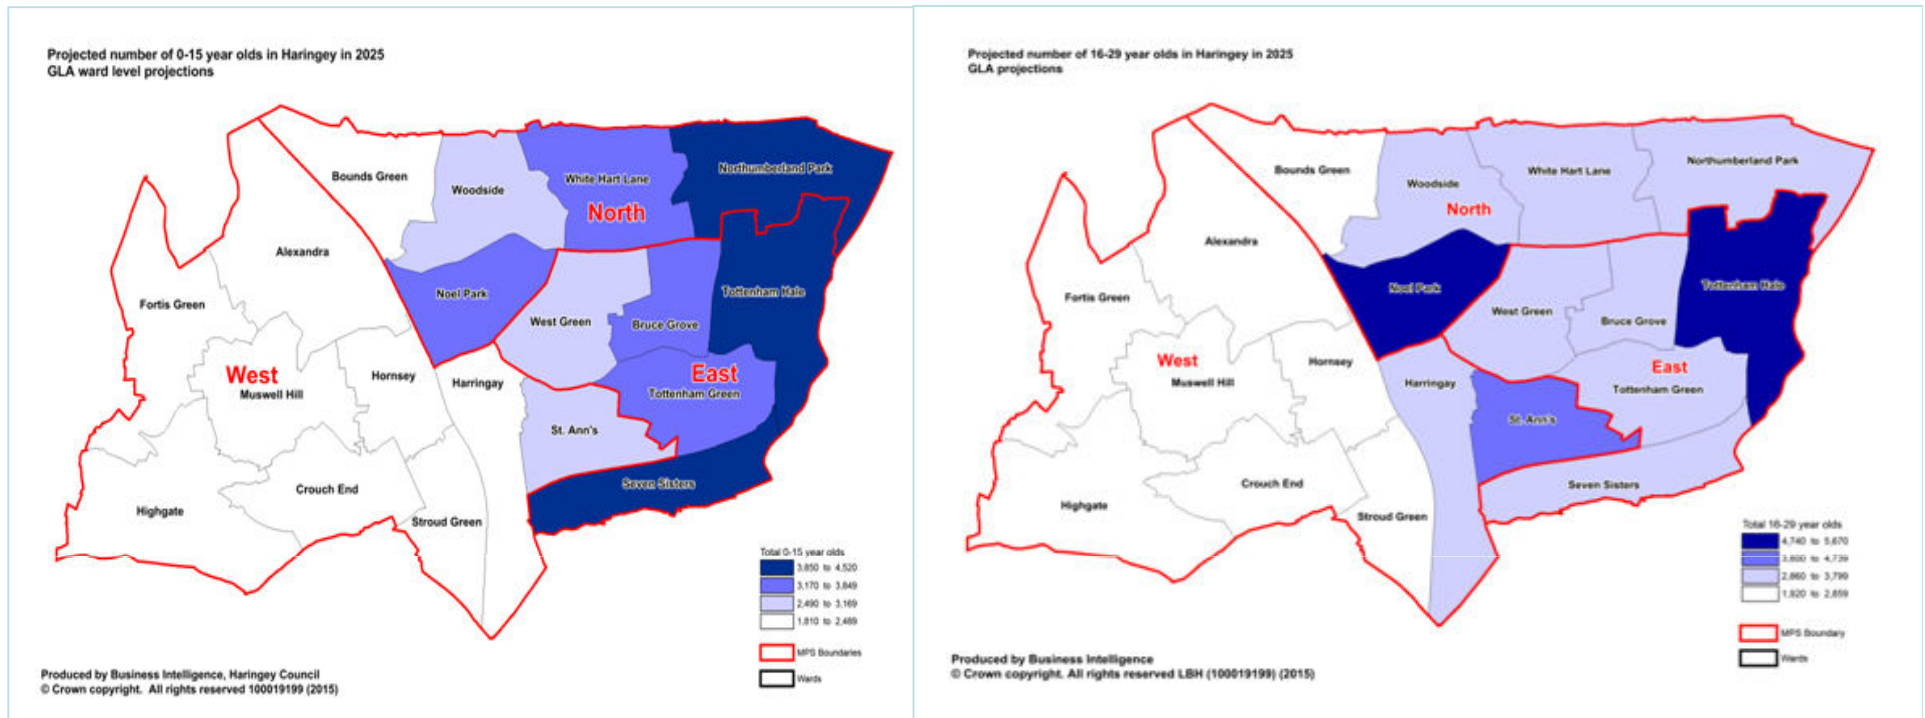 Projected number of 0-15 year olds in Haringey in 2025
GLA ward level projections
Bounds Green
Woodside
White Hart Lane
Northumberland Park
North
Alexandra
Noel Park
Tottenham Hale
Fortis Green
West Green
Bruce Grove
West
Muswell Hill
Hornsey
Harringay
East
Tottenham Green
St. Ann's
Seven Sisters
Crouch End
Highgate
Stroud Green
Total 0-15 year olds
3,850 to 4,520
3,170 to 3,849
2,490 to 3,169
1,810 to 2,489
MPS Boundaries
Wards
Produced by Business Intelligence, Haringey Council
© Crown copyright. All rights reserved 100019199 (2015)
Projected number of 16-29 year olds in Haringey in 2025
GLA projections
Bounds Green
Woodside
White Hart Lane
Northumberland Park
North
Alexandra
Noel Park
Tottenham Hale
Fortis Green
West Green
Bruce Grove
West
Muswell Hill
Hornsey
Harringay
East
Tottenham Green
St. Ann's
Seven Sisters
Crouch End
Highgate
Stroud Green
Total 16-29 year olds
4,740 to 5,670
3,800 to 4,739
2,860 to 3,799
1,920 to 2,859
MPS Boundary
Wards
Produced by Business Intelligence
© Crown copyright. All rights reserved LBH (100019199) (2015)